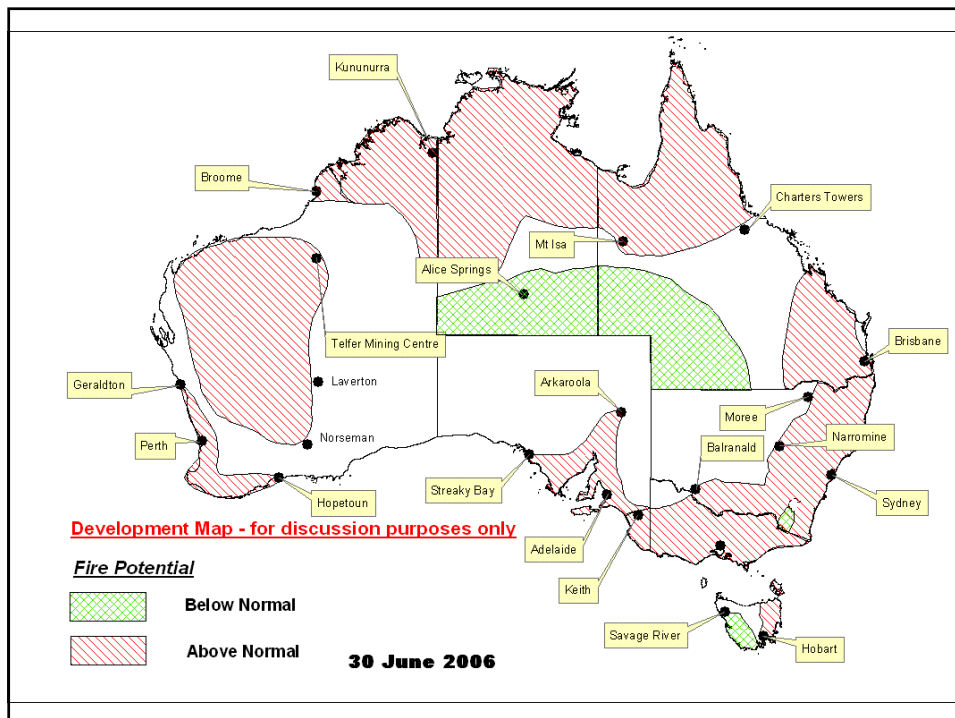 Kununurra
Broome
Charters Towers
Mt Isa
Alice Springs
Telfer Mining Centre
Brisbane
Geraldton
Laverton
Arkaroola
Moree
Norseman
Perth
Balranald
Narromine
Streaky Bay
Hopetoun
Sydney
Development Map - for discussion purposes only
Adelaide
Fire Potential
Keith
Below Normal
Savage River
Hobart
Above Normal
30 June 2006